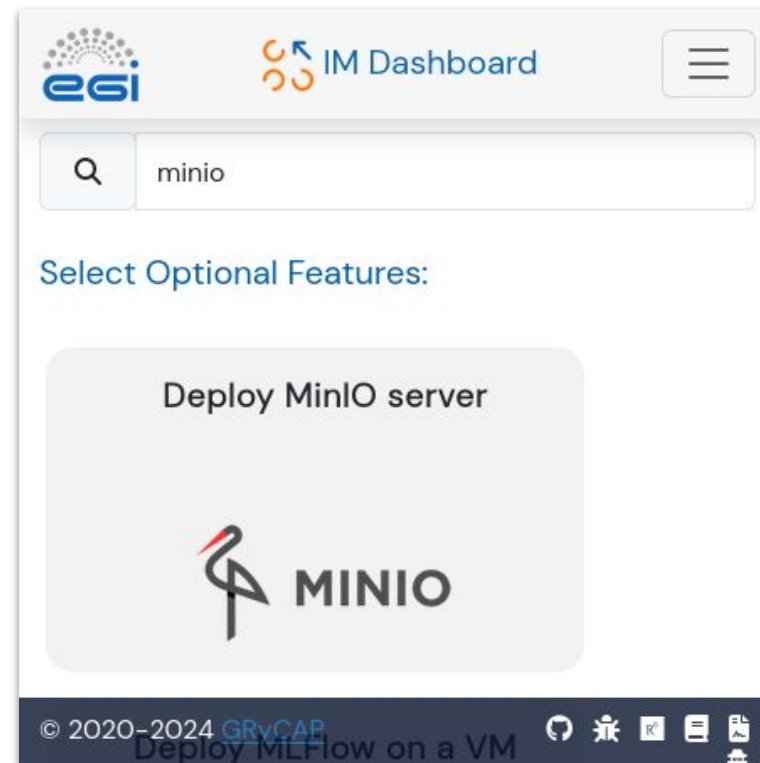 egi
IM Dashboard
minio
Select Optional Features:
Deploy MinIO server
MINIO
© 2020-2024 GRyCAP
Deploy MLFlow on a VM